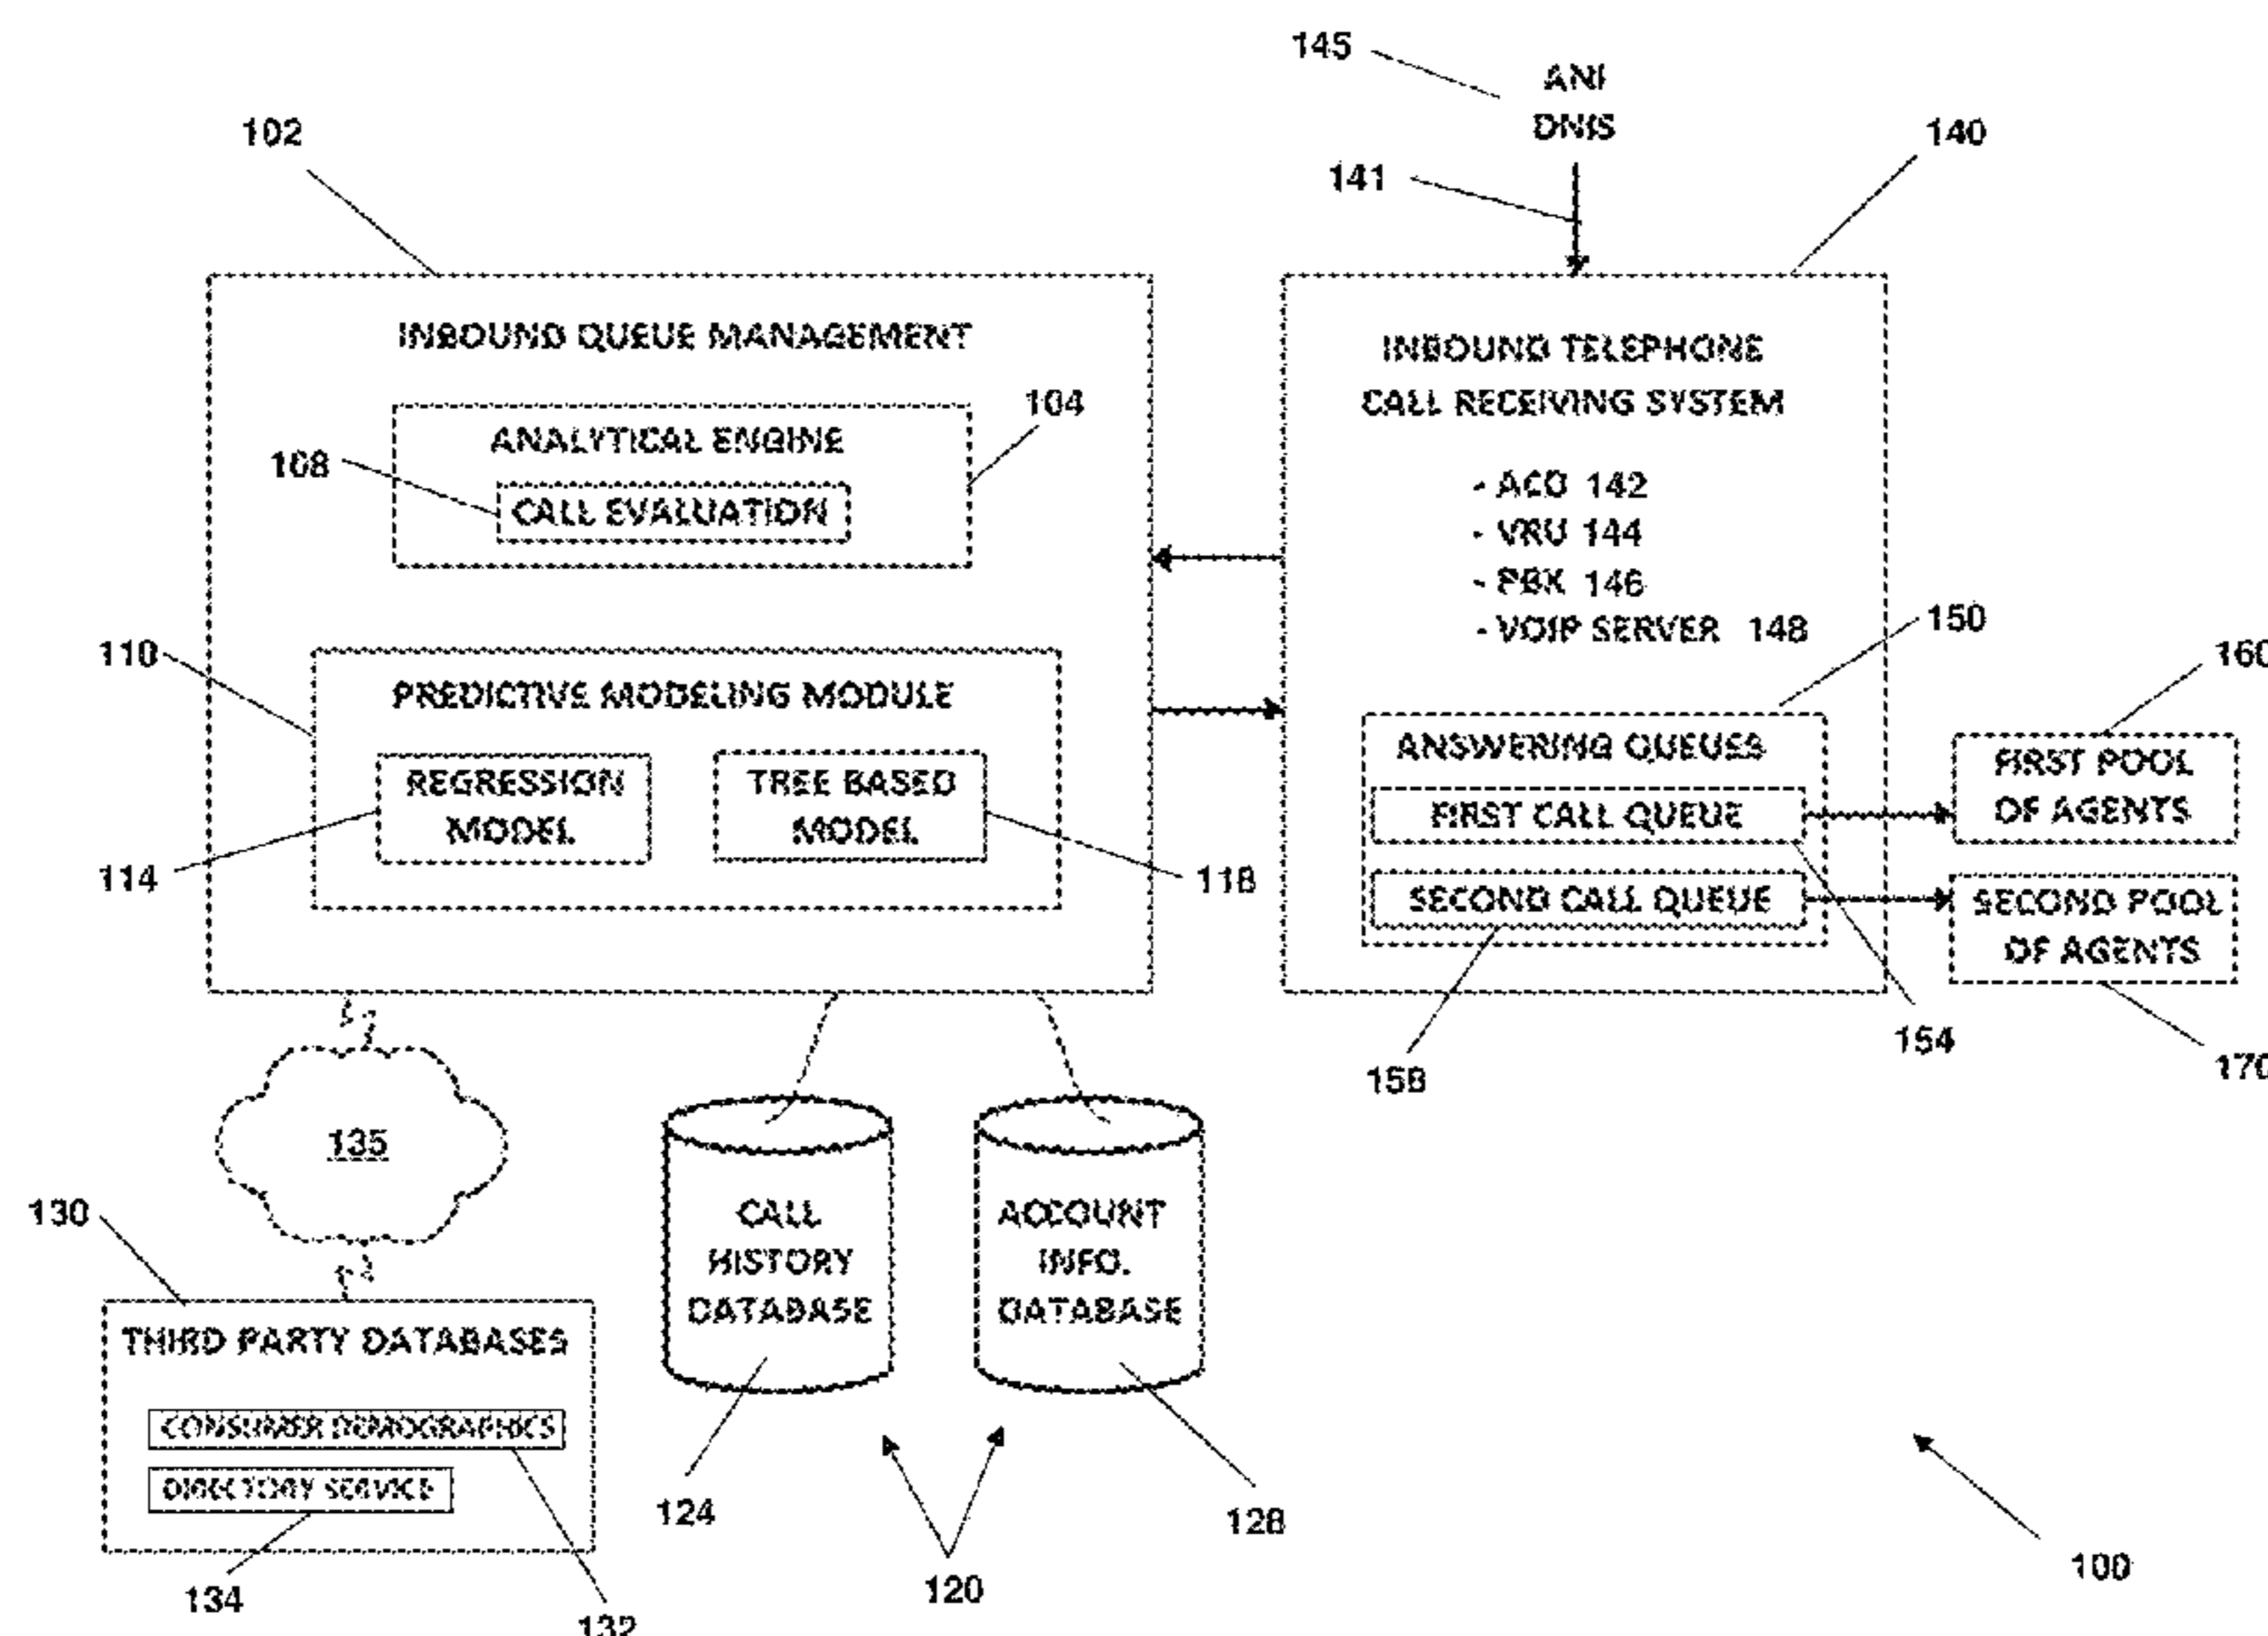 145
ANI
DNIS
102
141
140
INBOUND QUEUE MANAGEMENT
INBOUND TELEPHONE
CALL RECEIVING SYSTEM
104
ANALYTICAL ENGINE
108
CALL EVALUATION
- ACD 142
- VRU 144
- PBX 146
- VOIP SERVER 148
150
160
110
PREDICTIVE MODELING MODULE
REGRESSION
MODEL
TREE BASED
MODEL
114
118
ANSWERING QUEUES
FIRST CALL QUEUE
SECOND CALL QUEUE
FIRST POOL
OF AGENTS
SECOND POOL
OF AGENTS
154
158
170
135
130
THIRD PARTY DATABASES
CONSUMER DEMOGRAPHICS
DIRECTORY SERVICE
134
132
CALL
HISTORY
DATABASE
ACCOUNT
INFO.
DATABASE
124
128
120
100